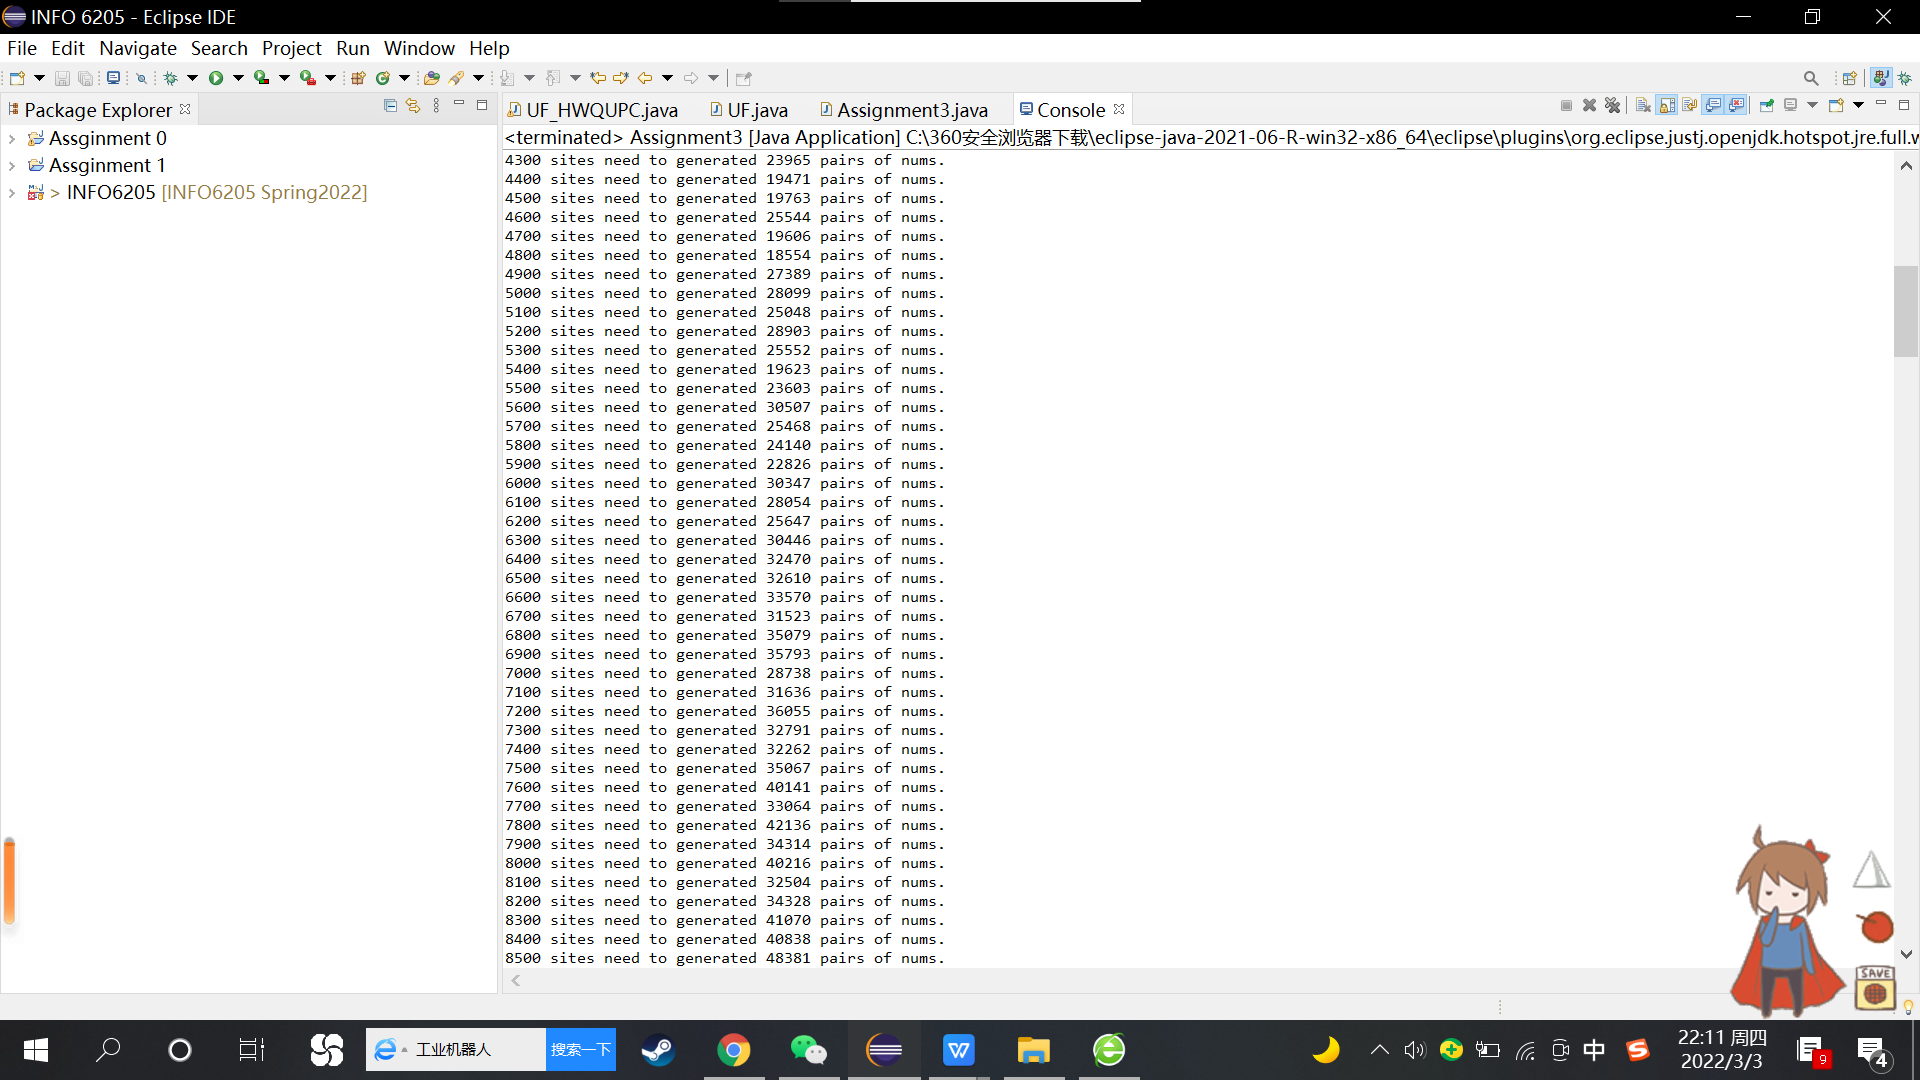 INFO 6205 - Eclipse IDE
File Edit Navigate Search Project Run Window Help
Package Explorer
UF_HWQUPC.java UF.java Assignment3.java Console
Assginment 0
Assginment 1
> INFO6205 [INFO6205 Spring2022]
<terminated> Assignment3 [Java Application] C:\360安全浏览器下载\eclipse-java-2021-06-R-win32-x86_64\eclipse\plugins\org.eclipse.justj.openjdk.hotspot.jre.full.w
4300 sites need to generated 23965 pairs of nums.
4400 sites need to generated 19471 pairs of nums.
4500 sites need to generated 19763 pairs of nums.
4600 sites need to generated 25544 pairs of nums.
4700 sites need to generated 19606 pairs of nums.
4800 sites need to generated 18554 pairs of nums.
4900 sites need to generated 27389 pairs of nums.
5000 sites need to generated 28099 pairs of nums.
5100 sites need to generated 25048 pairs of nums.
5200 sites need to generated 28903 pairs of nums.
5300 sites need to generated 25552 pairs of nums.
5400 sites need to generated 19623 pairs of nums.
5500 sites need to generated 23603 pairs of nums.
5600 sites need to generated 30507 pairs of nums.
5700 sites need to generated 25468 pairs of nums.
5800 sites need to generated 24140 pairs of nums.
5900 sites need to generated 22826 pairs of nums.
6000 sites need to generated 30347 pairs of nums.
6100 sites need to generated 28054 pairs of nums.
6200 sites need to generated 25647 pairs of nums.
6300 sites need to generated 30446 pairs of nums.
6400 sites need to generated 32470 pairs of nums.
6500 sites need to generated 32610 pairs of nums.
6600 sites need to generated 33570 pairs of nums.
6700 sites need to generated 31523 pairs of nums.
6800 sites need to generated 35079 pairs of nums.
6900 sites need to generated 35793 pairs of nums.
7000 sites need to generated 28738 pairs of nums.
7100 sites need to generated 31636 pairs of nums.
7200 sites need to generated 36055 pairs of nums.
7300 sites need to generated 32791 pairs of nums.
7400 sites need to generated 32262 pairs of nums.
7500 sites need to generated 35067 pairs of nums.
7600 sites need to generated 40141 pairs of nums.
7700 sites need to generated 33064 pairs of nums.
7800 sites need to generated 42136 pairs of nums.
7900 sites need to generated 34314 pairs of nums.
8000 sites need to generated 40216 pairs of nums.
8100 sites need to generated 32504 pairs of nums.
8200 sites need to generated 34328 pairs of nums.
8300 sites need to generated 41070 pairs of nums.
8400 sites need to generated 40838 pairs of nums.
8500 sites need to generated 48381 pairs of nums.
SAVE
工业机器人 搜索一下
中
22:11 周四
2022/3/3
9
4